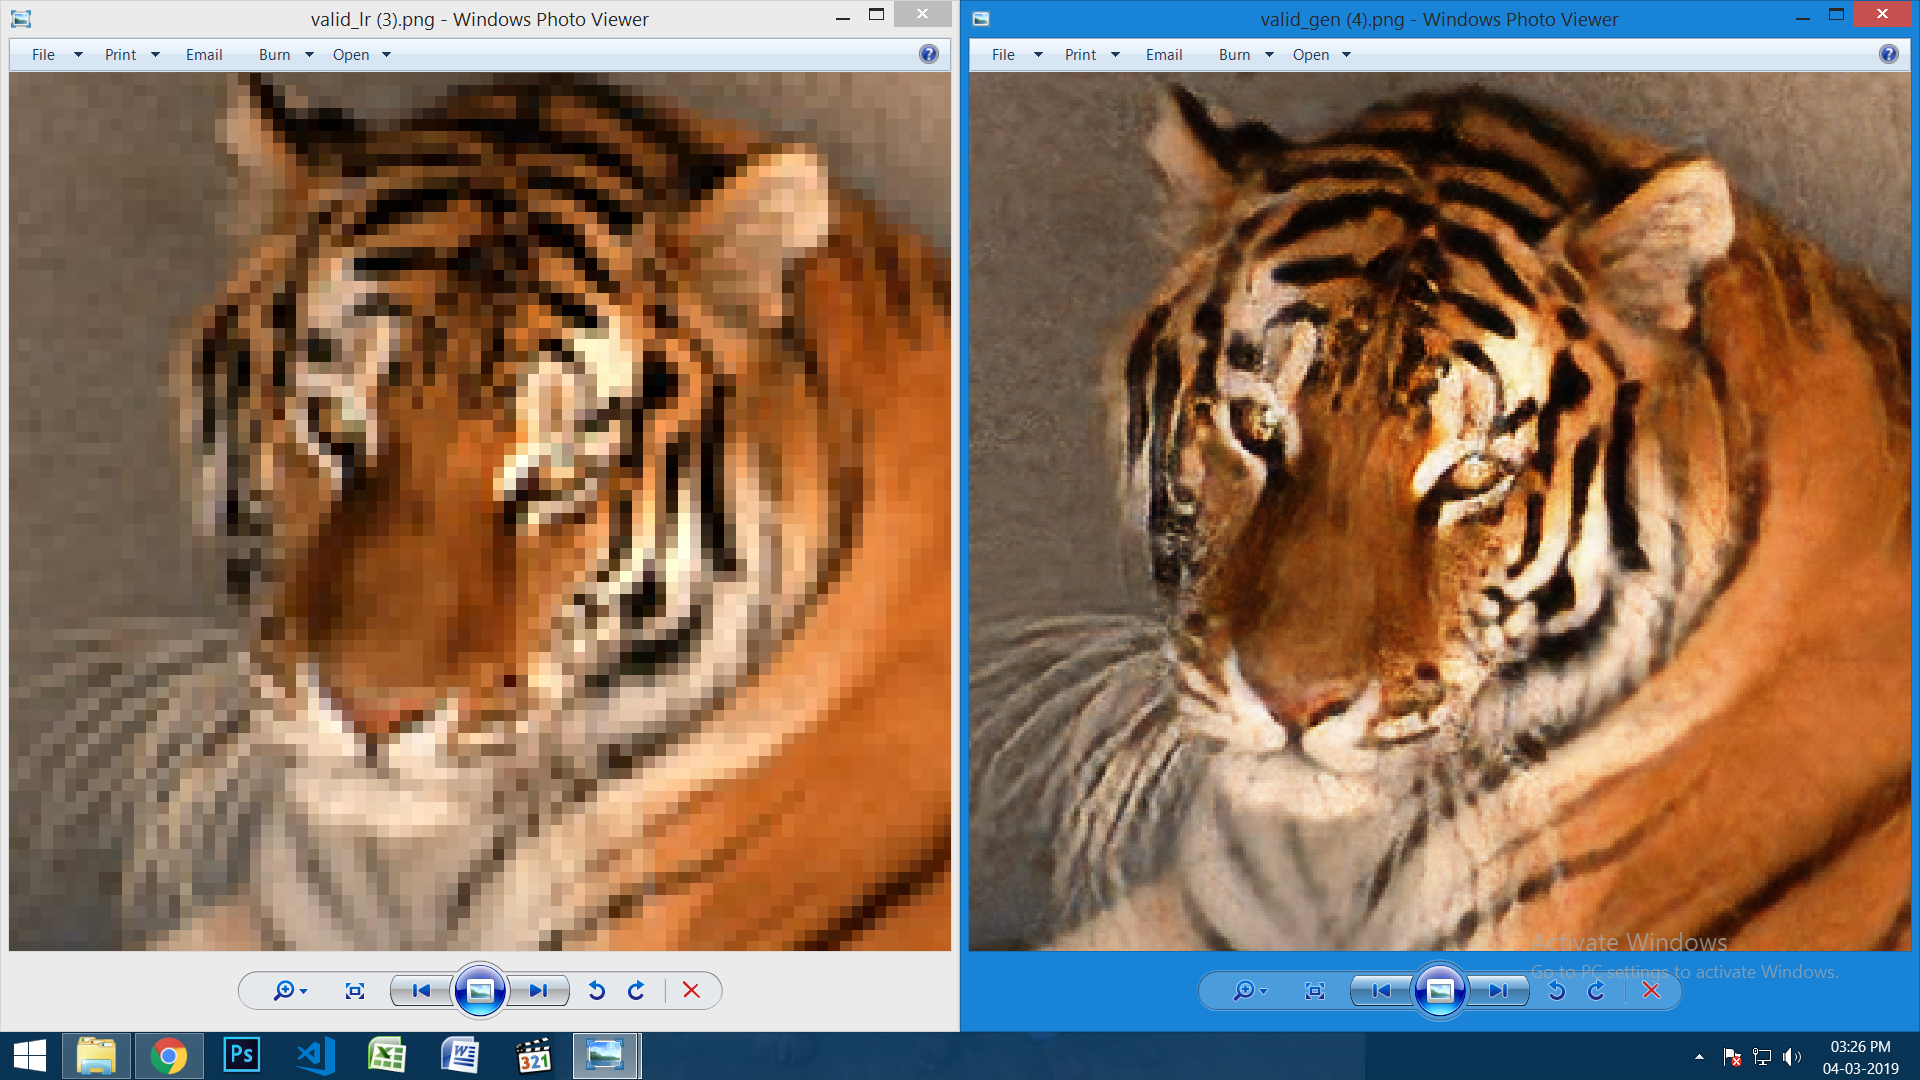 valid_lr (3).png - Windows Photo Viewer
File Print Email Burn Open
valid_gen (4).png - Windows Photo Viewer
File Print Email Burn Open
Activate Windows
Go to PC settings to activate Windows.
Ps
321
03:26 PM
04-03-2019